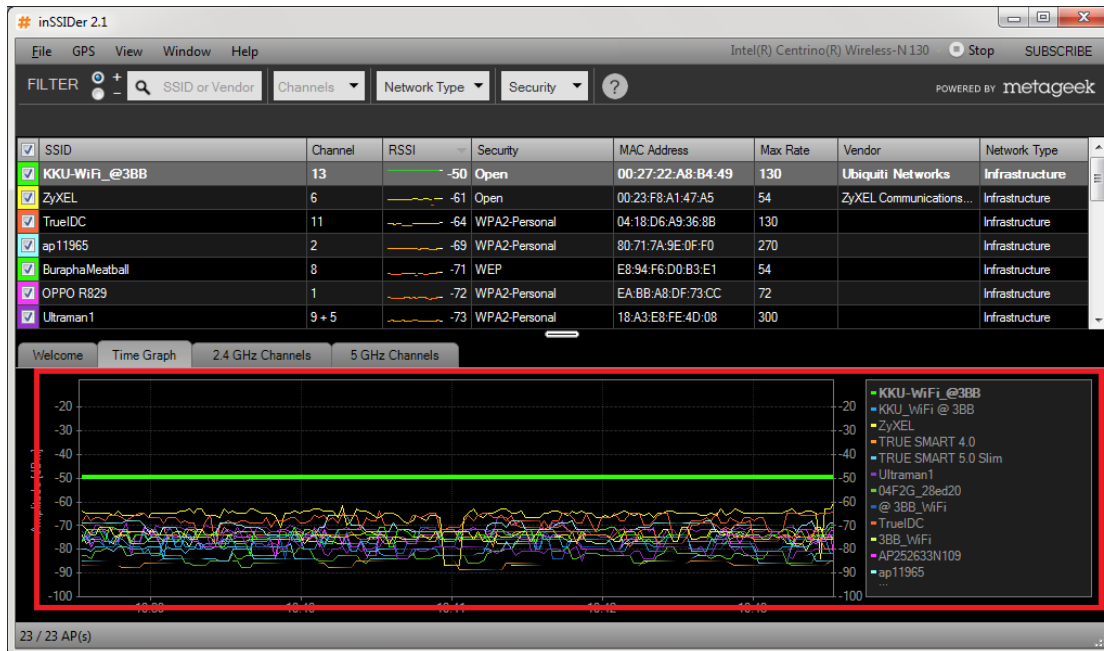 inSSIDer 2.1
File GPS View Window Help Intel(R) Centrino(R) Wireless-N 130 Stop SUBSCRIBE
FILTER + - SSID or Vendor Channels Network Type Security ? POWERED BY metageek
SSID Channel RSSI Security MAC Address Max Rate Vendor Network Type
KKU-WiFi_@3BB 13 -50 Open 00:27:22:A8:B4:49 130 Ubiquiti Networks Infrastructure
ZyXEL 6 -61 Open 00:23:F8:A1:47:A5 54 ZyXEL Communications... Infrastructure
TrueIDC 11 -64 WPA2-Personal 04:18:D6:A9:36:8B 130 Infrastructure
ap11965 2 -69 WPA2-Personal 80:71:7A:9E:0F:F0 270 Infrastructure
BuraphaMeatball 8 -71 WEP E8:94:F6:D0:B3:E1 54 Infrastructure
OPPO R829 1 -72 WPA2-Personal EA:BB:A8:DF:73:CC 72 Infrastructure
Ultraman1 9 + 5 -73 WPA2-Personal 18:A3:E8:FE:4D:08 300 Infrastructure
Welcome Time Graph 2.4 GHz Channels 5 GHz Channels
-20 -20
-30 -30
-40 -40
-50 -50
-60 -60
-70 -70
-80 -80
-90 -90
-100 -100
KKU-WiFi_@3BB
KKU_WiFi @ 3BB
ZyXEL
TRUE SMART 4.0
TRUE SMART 5.0 Slim
Ultraman1
04F2G_28ed20
@ 3BB_WiFi
TrueIDC
3BB_WiFi
AP252633N109
ap11965
...
23 / 23 AP(s)